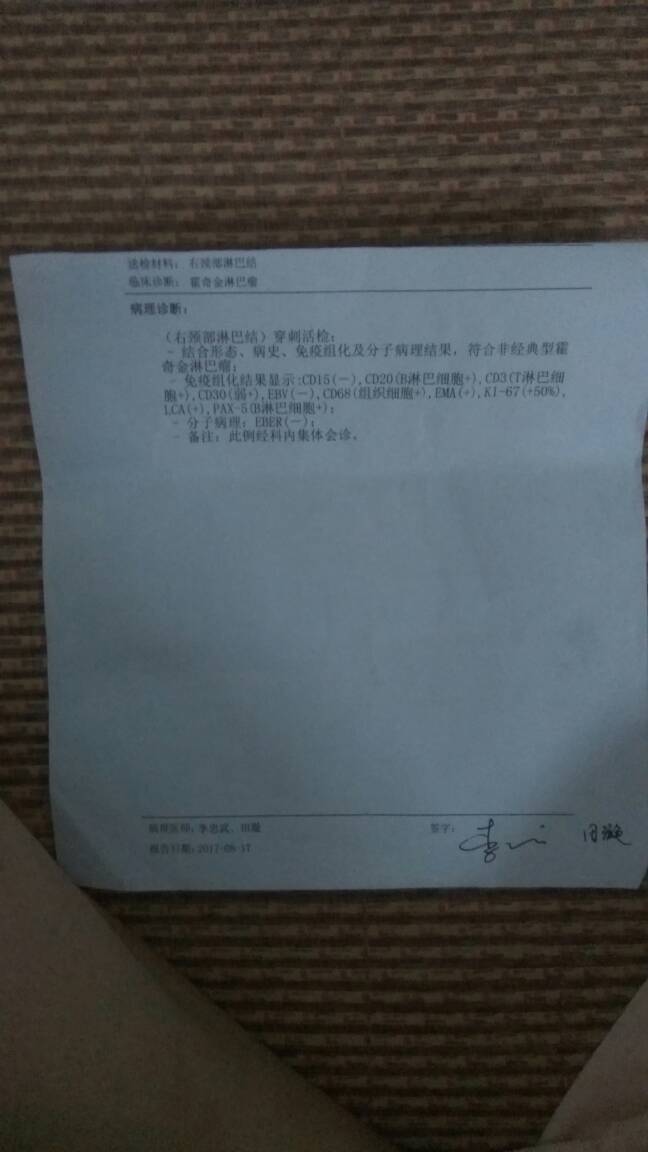 送检材料：右颈部淋巴结
临床诊断：霍奇金淋巴瘤
病理诊断：
（右颈部淋巴结）穿刺活检：
- 结合形态、病史、免疫组化及分子病理结果，符合非经典型霍
奇金淋巴瘤；
- 免疫组化结果显示:CD15(－),CD20(B淋巴细胞+),CD3(T淋巴细
胞+),CD30(弱+),EBV(－),CD68(组织细胞+),EMA(+),KI-67(+50%),
LCA(+),PAX-5(B淋巴细胞+)；
- 分子病理：EBER(－)；
- 备注：此例经科内集体会诊。
病理医师：李忠武、田璇
签字：
报告日期：2017-08-17